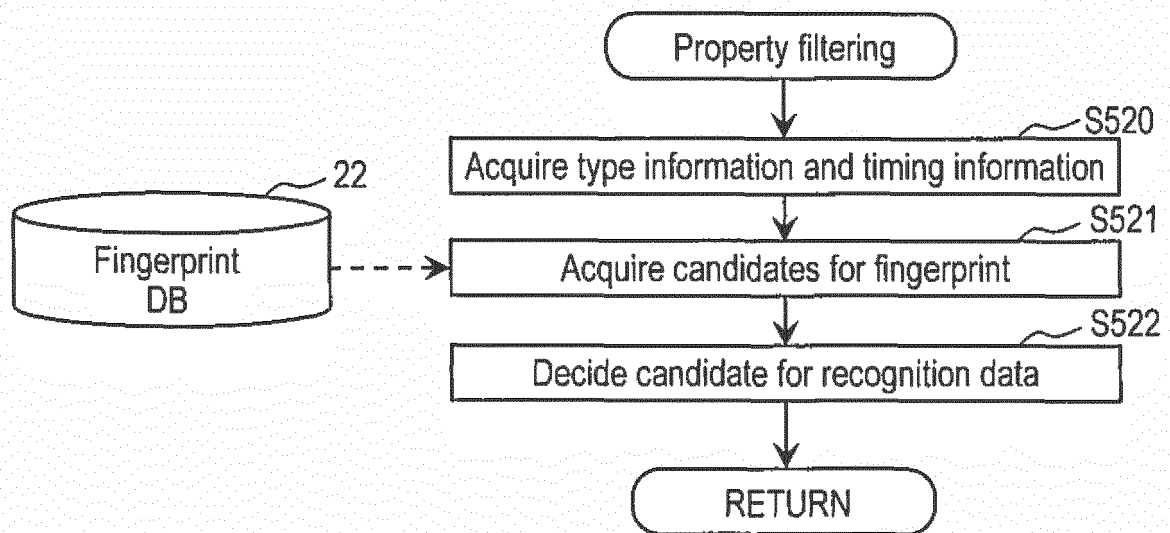 Property filtering
S520
Acquire type information and timing information
22
Fingerprint
DB
S521
Acquire candidates for fingerprint
S522
Decide candidate for recognition data
RETURN